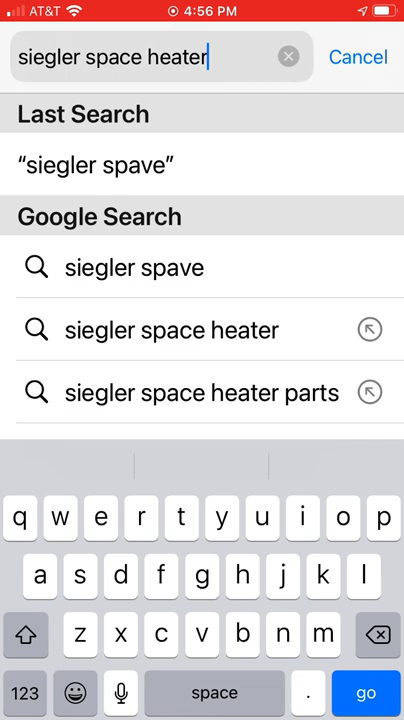 AT&T 4:56 PM
siegler space heater Cancel
Last Search
“siegler spave”
Google Search
siegler spave
siegler space heater
siegler space heater parts
q w e r t y u i o p
a s d f g h j k l
z x c v b n m
123 space . go